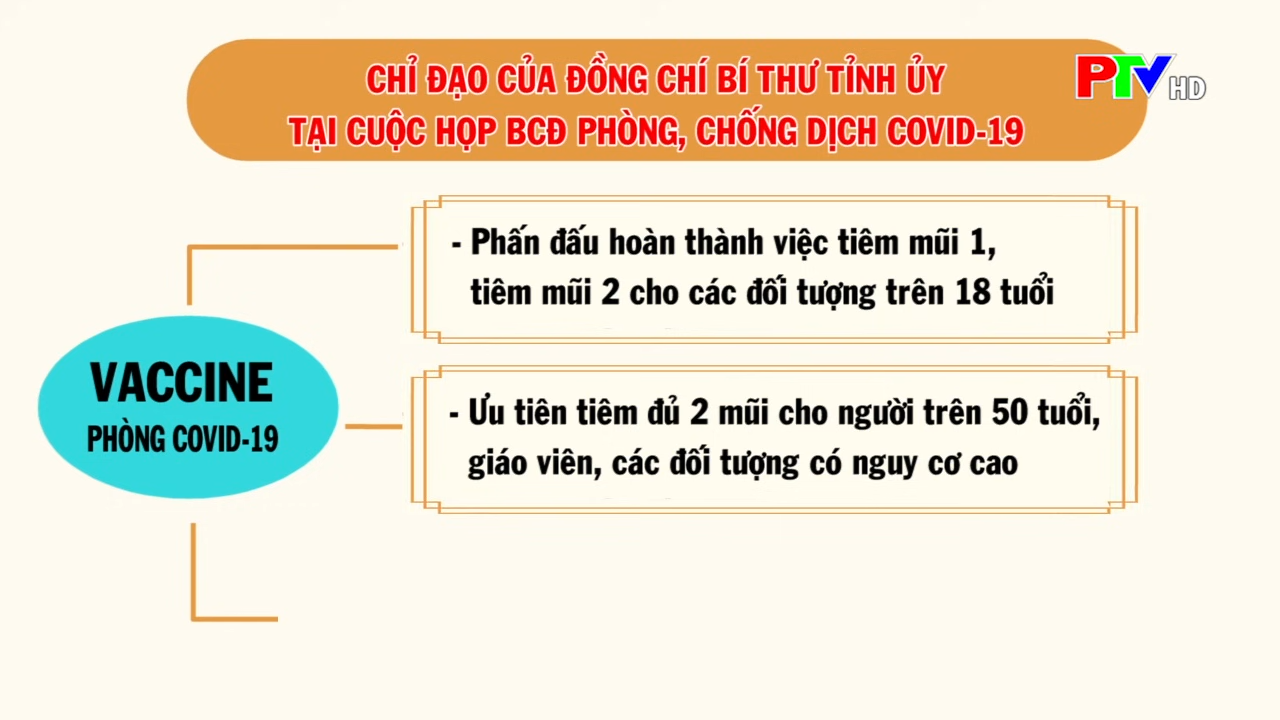 CHỈ ĐẠO CỦA ĐỒNG CHÍ BÍ THƯ TỈNH ỦY
TẠI CUỘC HỌP BCĐ PHÒNG, CHỐNG DỊCH COVID-19
PTV HD
- Phấn đấu hoàn thành việc tiêm mũi 1,
tiêm mũi 2 cho các đối tượng trên 18 tuổi
VACCINE
PHÒNG COVID-19
- Ưu tiên tiêm đủ 2 mũi cho người trên 50 tuổi,
giáo viên, các đối tượng có nguy cơ cao